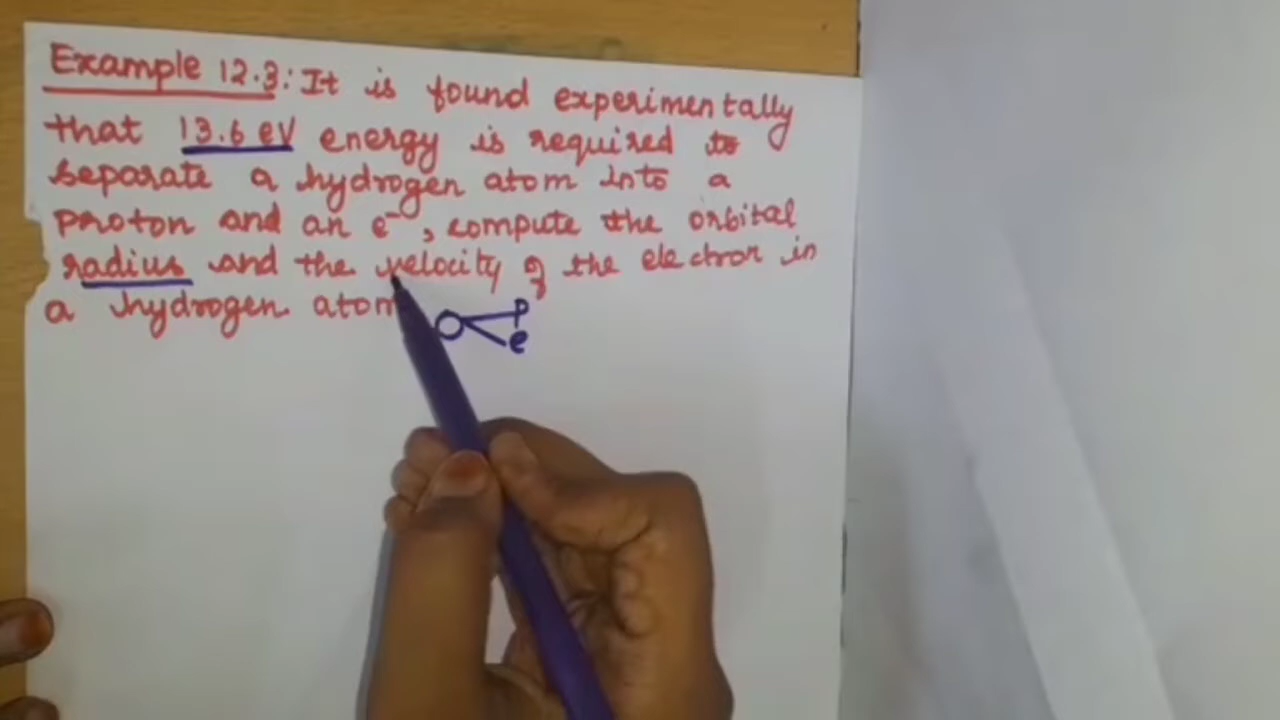 Example 12.3: It is found experimentally
that 13.6 eV energy is required to
separate a hydrogen atom into a
proton and an e⁻, compute the orbital
radius and the velocity of the electron in
a hydrogen atom
p
e